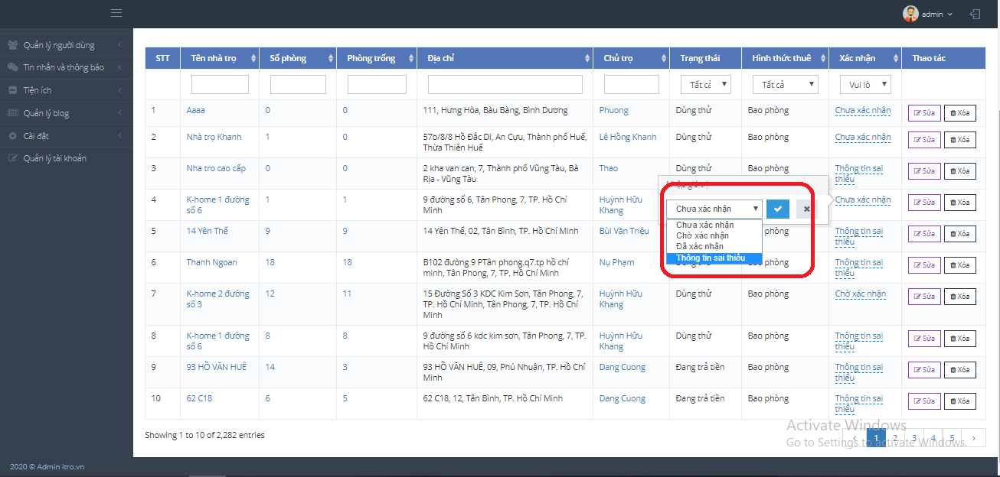 admin
Quản lý người dùng
Tin nhắn và thông báo
Tiện ích
Quản lý blog
Cài đặt
Quản lý tài khoản
STT Tên nhà trọ Số phòng Phòng trống Địa chỉ Chủ trọ Trạng thái Hình thức thuê Xác nhận Thao tác
Tất cả Tất cả Vui lò
1 Aaaa 0 0 111, Hưng Hòa, Bàu Bàng, Bình Dương Phuong Dùng thử Bao phòng Chưa xác nhận Sửa Xóa
2 Nhà trọ Khanh 1 0 57b/8/8 Hồ Đắc Di, An Cựu, Thành phố Huế, Lê Hồng Khanh Dùng thử Bao phòng Chưa xác nhận Sửa Xóa
Thừa Thiên Huế
3 Nha tro cao cấp 0 0 2 kha van can, 7, Thành phố Vũng Tàu, Bà Thao Dùng thử Bao phòng Thông tin sai Sửa Xóa
Rịa - Vũng Tàu thiếu
Nhập giá trị
4 K-home 1 đường 1 1 9 đường số 6, Tân Phong, 7, TP. Hồ Chí Huỳnh Hữu Chưa xác nhận Sửa Xóa
số 6 Minh Khang
Chưa xác nhận
Chưa xác nhận
Chờ xác nhận
Đã xác nhận
Thông tin sai thiếu
5 14 Yên Thế 9 9 14 Yên Thế, 02, Tân Bình, TP. Hồ Chí Minh Bùi Văn Triệu phòng Thông tin sai Sửa Xóa
thiếu
6 Thanh Ngoan 18 18 B102 đường 9 PTân phong.q7.tp hồ chí Nụ Phạm phòng Thông tin sai Sửa Xóa
minh, Tân Phong, 7, TP. Hồ Chí Minh thiếu
7 K-home 2 đường 12 11 15 Đường Số 3 KDC Kim Sơn, Tân Phong, 7, Huỳnh Hữu Dùng thử Bao phòng Chờ xác nhận Sửa Xóa
số 3 TP. Hồ Chí Minh, Tân Phong, 7, TP. Hồ Chí Khang
Minh
8 K-home 1 đường 8 8 9 đường số 6 kdc kim sơn, Tân Phong, 7, TP. Huỳnh Hữu Dùng thử Bao phòng Thông tin sai Sửa Xóa
số 6 Hồ Chí Minh Khang thiếu
9 93 HỒ VĂN HUÊ 14 3 93 HỒ VĂN HUÊ, 09, Phú Nhuận, TP. Hồ Chí Dang Cuong Đang trả tiền Bao phòng Thông tin sai Sửa Xóa
Minh thiếu
10 62 C18 6 5 62 C18, 12, Tân Bình, TP. Hồ Chí Minh Dang Cuong Đang trả tiền Bao phòng Thông tin sai Sửa Xóa
thiếu
Showing 1 to 10 of 2,282 entries
Activate Windows
1 2 3 4 5
Go to Settings to activate Windows.
2020 © Admin itro.vn